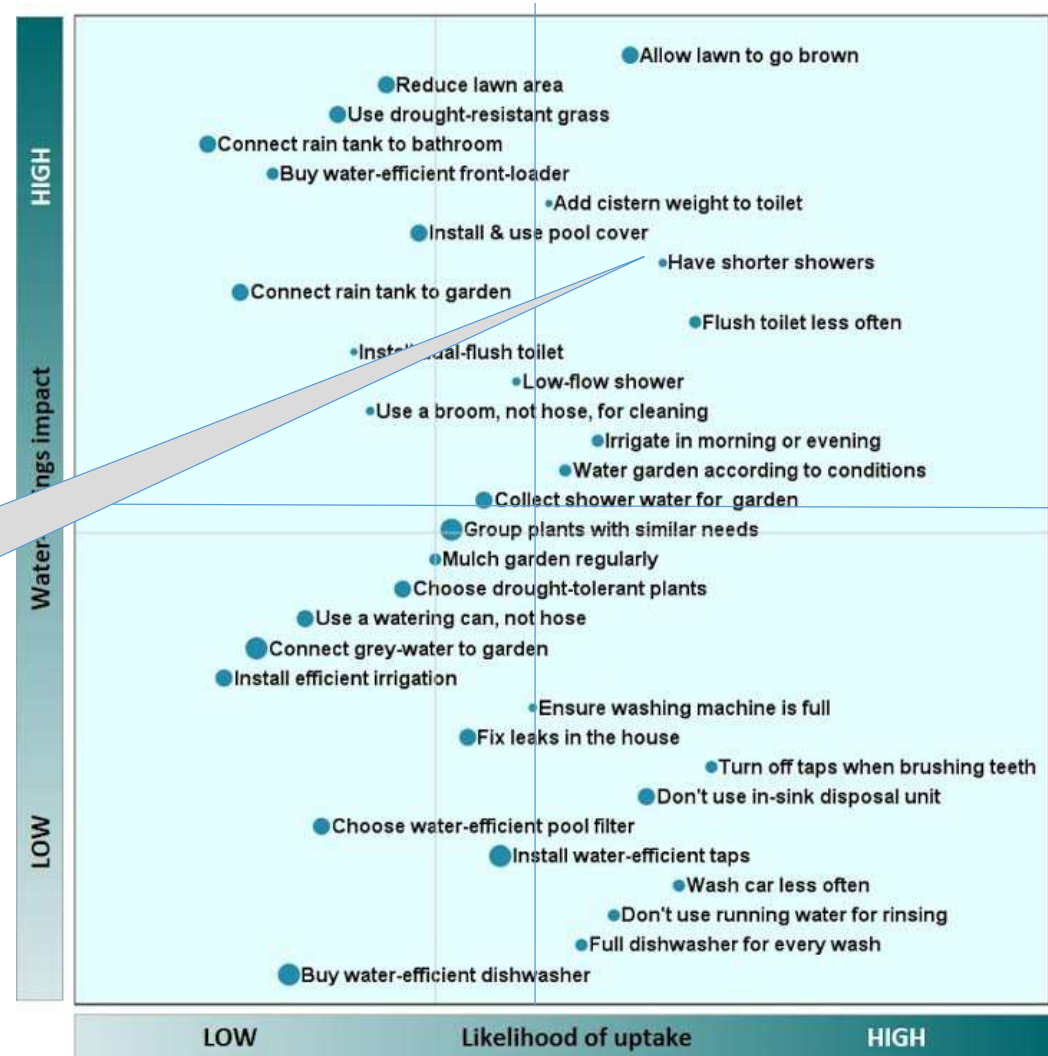 Allow lawn to go brown
Reduce lawn area
Use drought-resistant grass
Connect rain tank to bathroom
HIGH
Buy water-efficient front-loader
Add cistern weight to toilet
Install & use pool cover
Have shorter showers
Connect rain tank to garden
Flush toilet less often
Install dual-flush toilet
Low-flow shower
Use a broom, not hose, for cleaning
Irrigate in morning or evening
Water garden according to conditions
Water- ings impact
Collect shower water for garden
Group plants with similar needs
Mulch garden regularly
Choose drought-tolerant plants
Use a watering can, not hose
Connect grey-water to garden
Install efficient irrigation
Ensure washing machine is full
Fix leaks in the house
Turn off taps when brushing teeth
Don't use in-sink disposal unit
Choose water-efficient pool filter
LOW
Install water-efficient taps
Wash car less often
Don't use running water for rinsing
Full dishwasher for every wash
Buy water-efficient dishwasher
LOW Likelihood of uptake HIGH